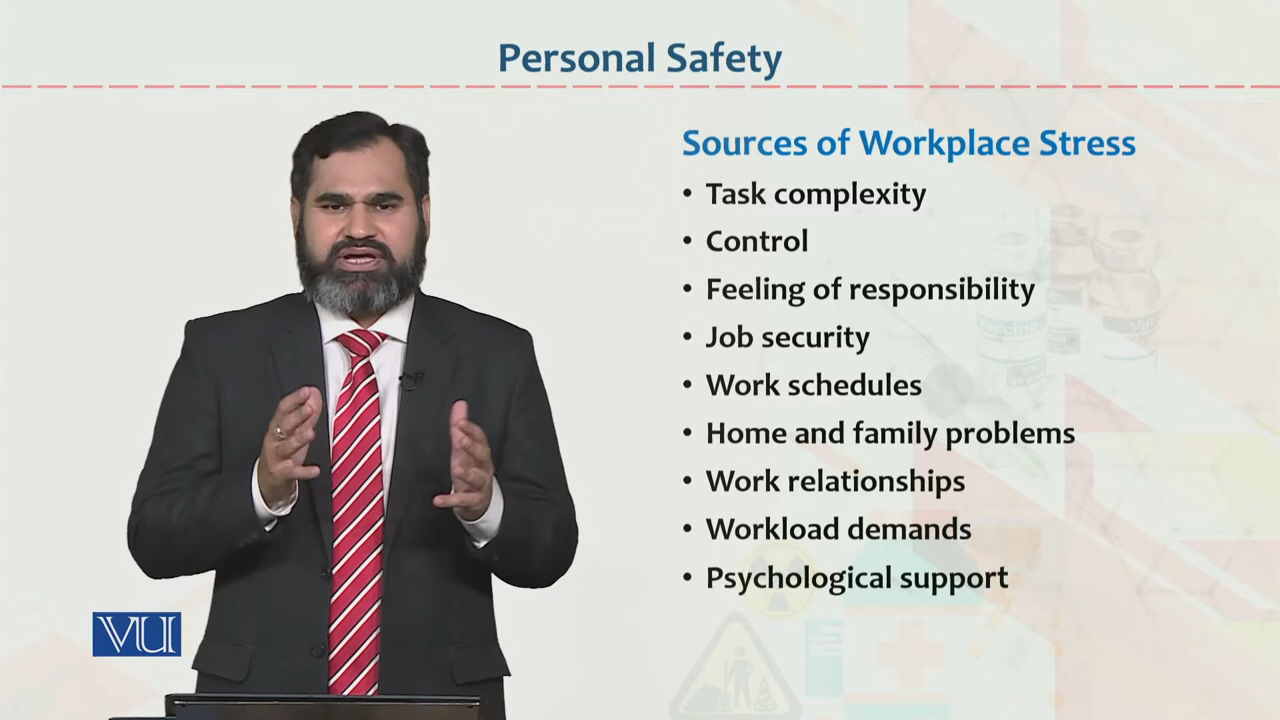 Personal Safety
Sources of Workplace Stress
• Task complexity
• Control
• Feeling of responsibility
• Job security
• Work schedules
• Home and family problems
• Work relationships
• Workload demands
• Psychological support
VU
Vaccine